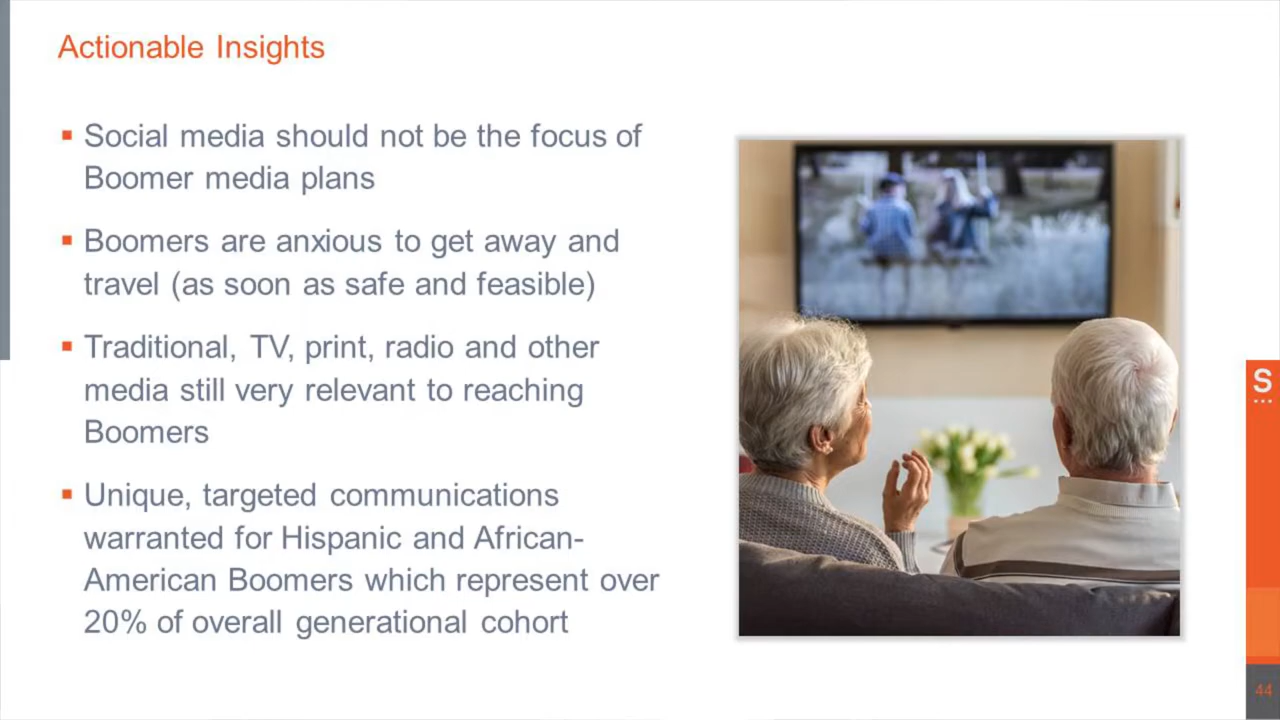 Actionable Insights
Social media should not be the focus of
Boomer media plans
Boomers are anxious to get away and
travel (as soon as safe and feasible)
Traditional, TV, print, radio and other
media still very relevant to reaching
Boomers
Unique, targeted communications
warranted for Hispanic and African-
American Boomers which represent over
20% of overall generational cohort
S
44